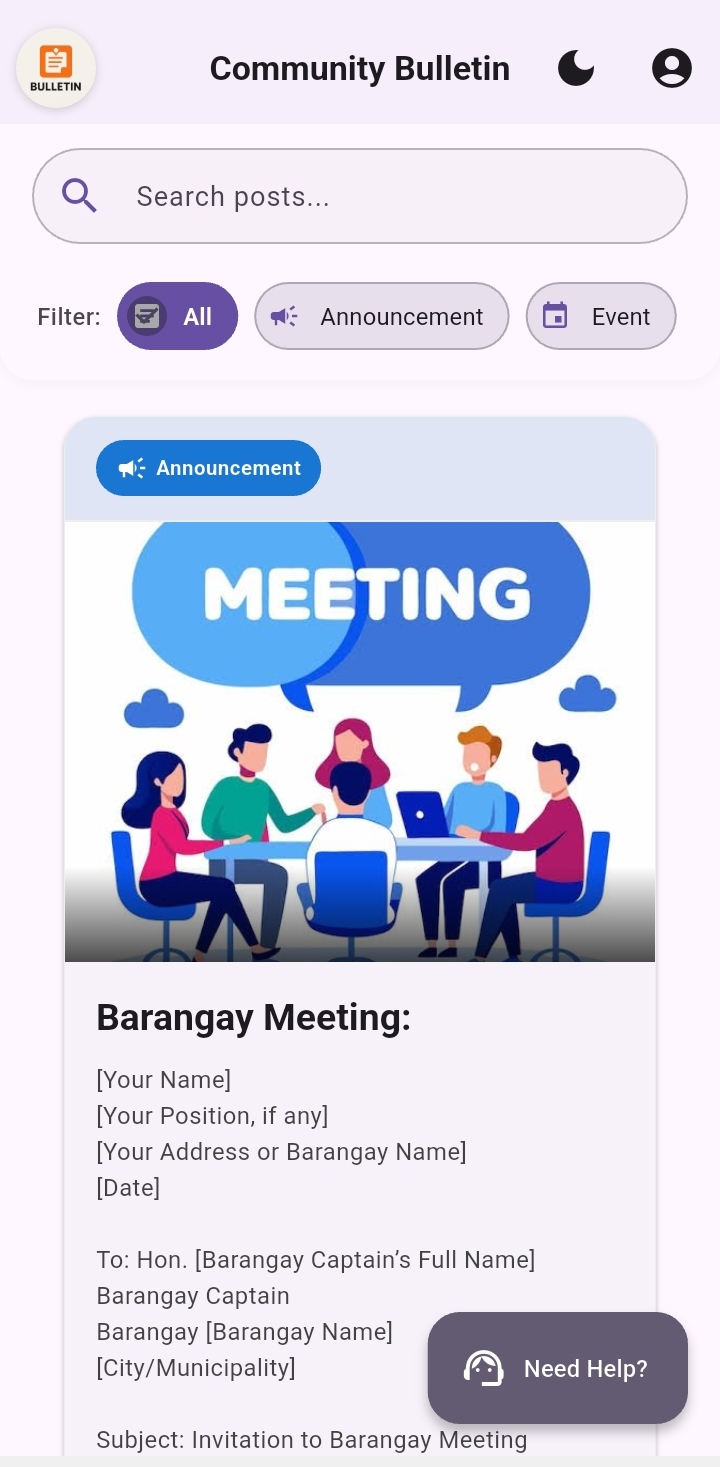 BULLETIN
Community Bulletin
Search posts...
Filter: All Announcement Event
Announcement
MEETING
Barangay Meeting:
[Your Name]
[Your Position, if any]
[Your Address or Barangay Name]
[Date]
To: Hon. [Barangay Captain’s Full Name]
Barangay Captain
Barangay [Barangay Name]
[City/Municipality]
Need Help?
Subject: Invitation to Barangay Meeting